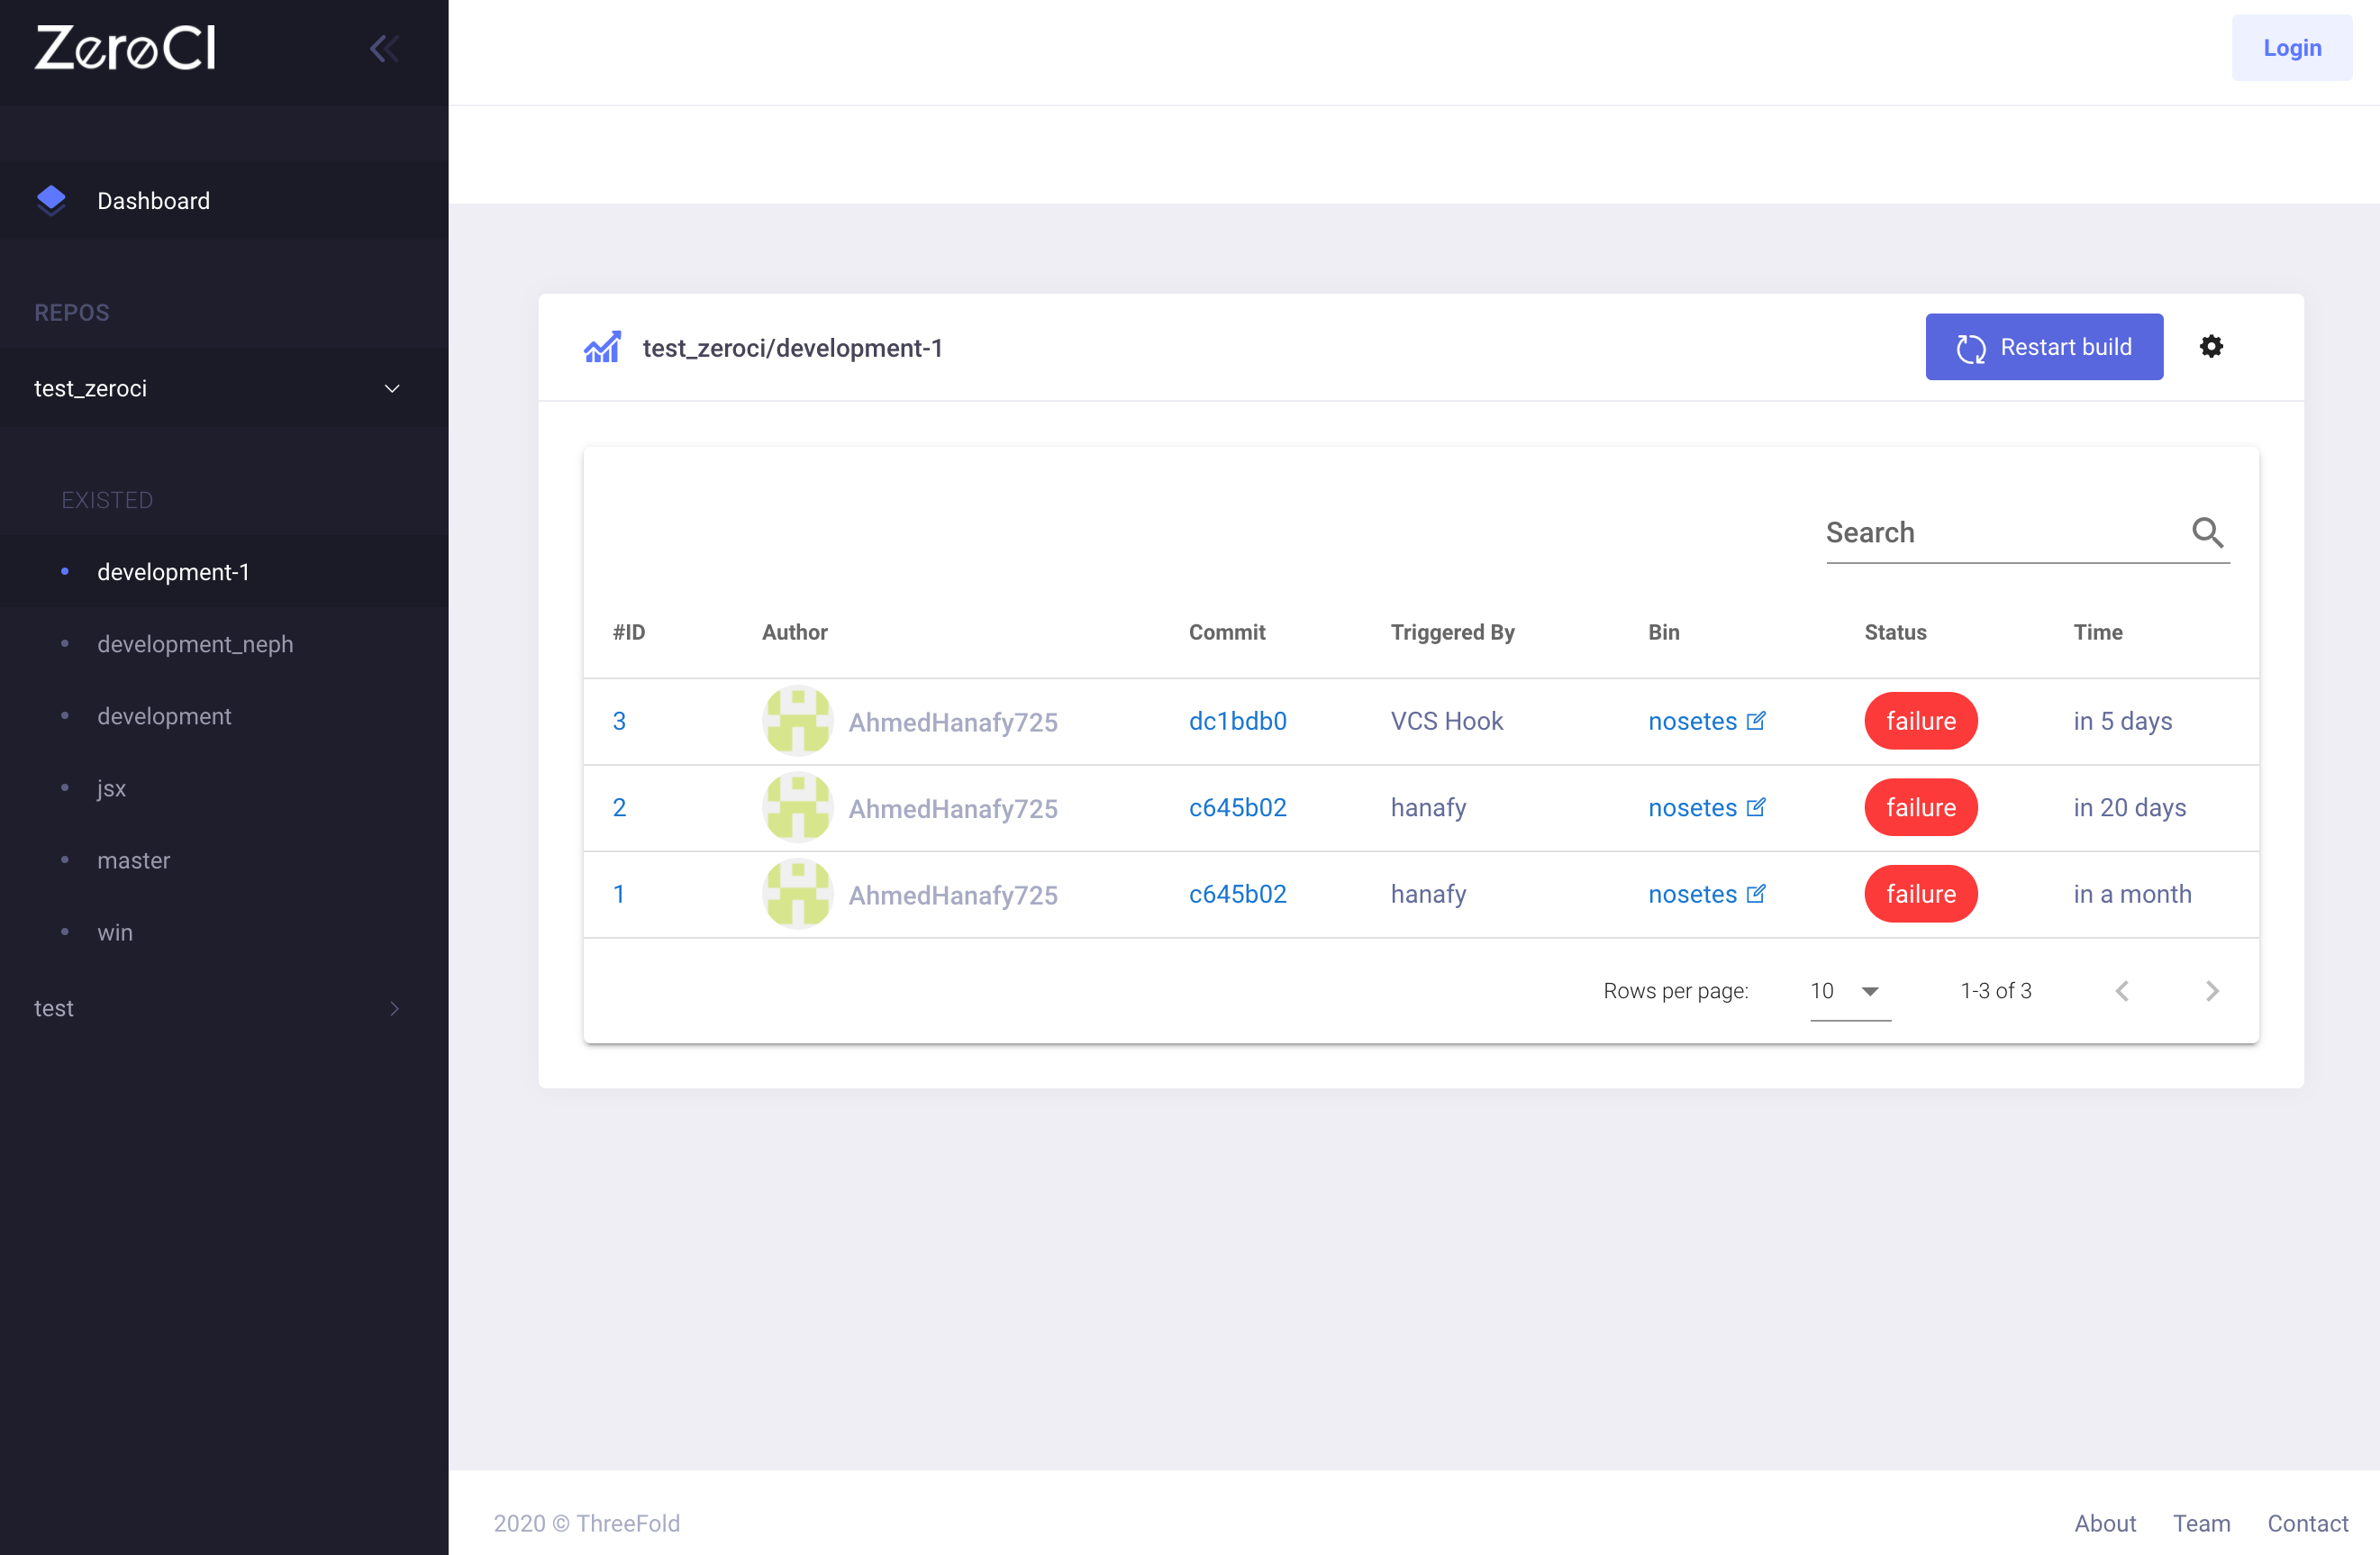 ZeroCI
Login
Dashboard
REPOS
test_zeroci
EXISTED
development-1
development_neph
development
jsx
master
win
test
test_zeroci/development-1
Restart build
Search
#ID Author Commit Triggered By Bin Status Time
3 AhmedHanafy725 dc1bdb0 VCS Hook nosetes failure in 5 days
2 AhmedHanafy725 c645b02 hanafy nosetes failure in 20 days
1 AhmedHanafy725 c645b02 hanafy nosetes failure in a month
Rows per page: 10 1-3 of 3
2020 © ThreeFold
About Team Contact